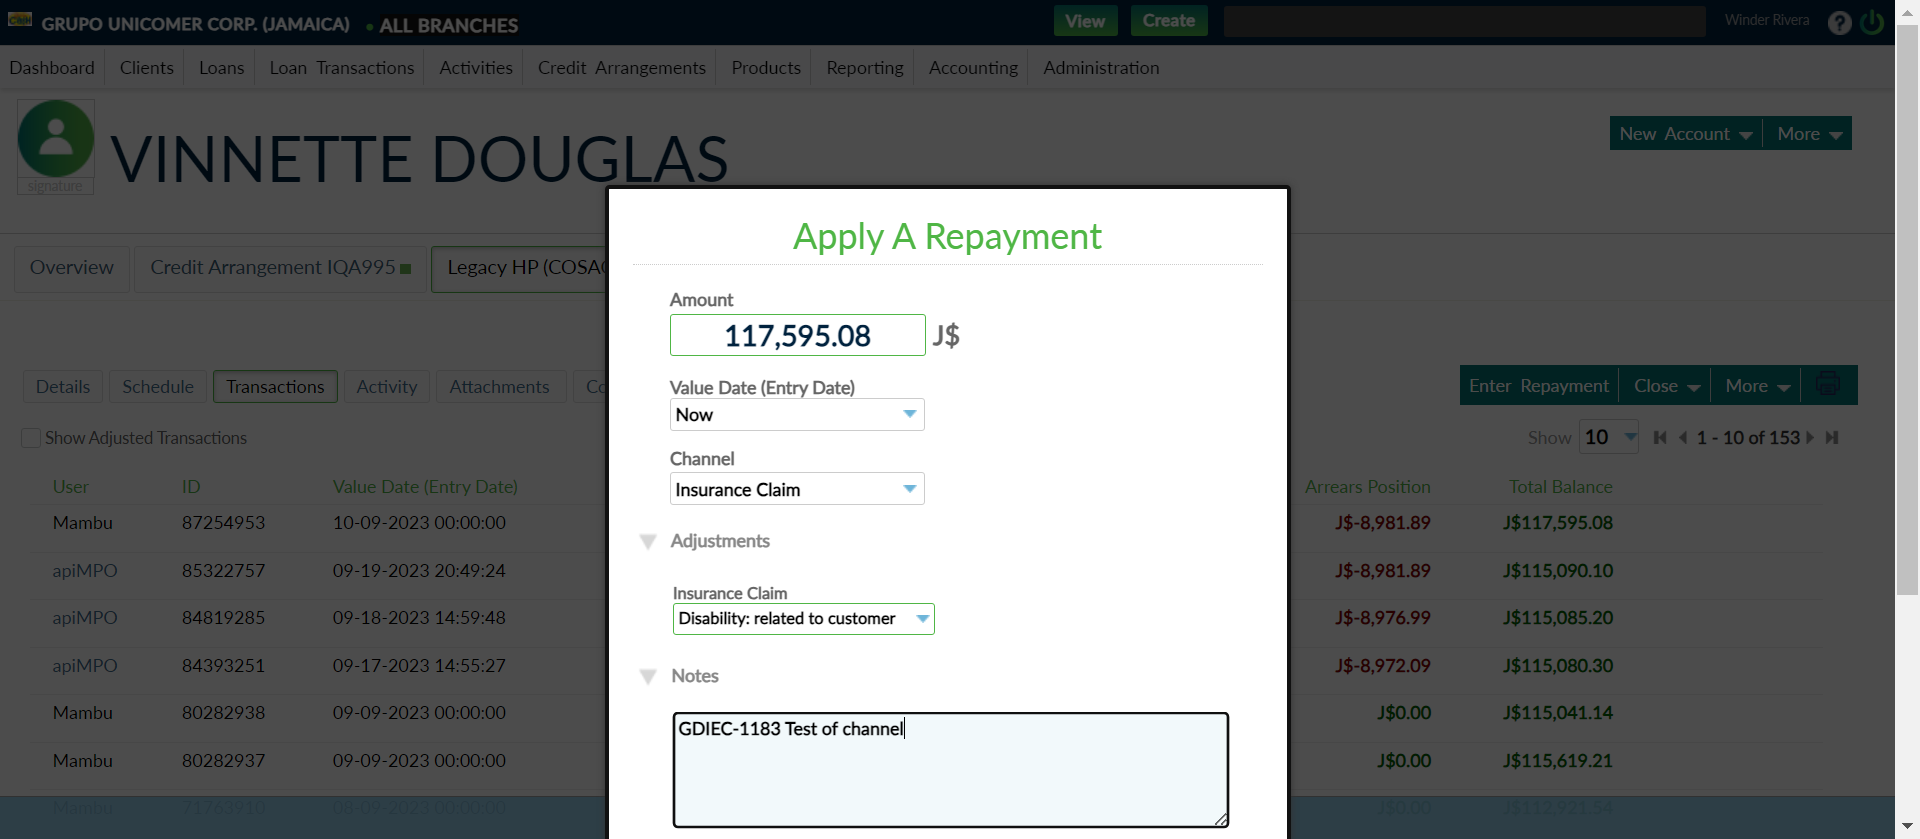 GRUPO UNICOMER CORP. (JAMAICA) • ALL BRANCHES View Create Winder Rivera ?
Dashboard Clients Loans Loan Transactions Activities Credit Arrangements Products Reporting Accounting Administration
signature
VINNETTE DOUGLAS
New Account More
Apply A Repayment
Overview Credit Arrangement IQA995 Legacy HP (COSA
Amount
117,595.08 J$
Value Date (Entry Date)
Now
Details Schedule Transactions Activity Attachments Co
Enter Repayment Close More
Show Adjusted Transactions
Show 10 1 - 10 of 153
Channel
Insurance Claim
User ID Value Date (Entry Date) Arrears Position Total Balance
Mambu 87254953 10-09-2023 00:00:00 J$-8,981.89 J$117,595.08
Adjustments
apiMPO 85322757 09-19-2023 20:49:24 J$-8,981.89 J$115,090.10
Insurance Claim
Disability: related to customer
apiMPO 84819285 09-18-2023 14:59:48 J$-8,976.99 J$115,085.20
apiMPO 84393251 09-17-2023 14:55:27 J$-8,972.09 J$115,080.30
Notes
Mambu 80282938 09-09-2023 00:00:00 J$0.00 J$115,041.14
GDIEC-1183 Test of channel
Mambu 80282937 09-09-2023 00:00:00 J$0.00 J$115,619.21
Mambu 71763910 08-09-2023 00:00:00 J$0.00 J$112,921.54